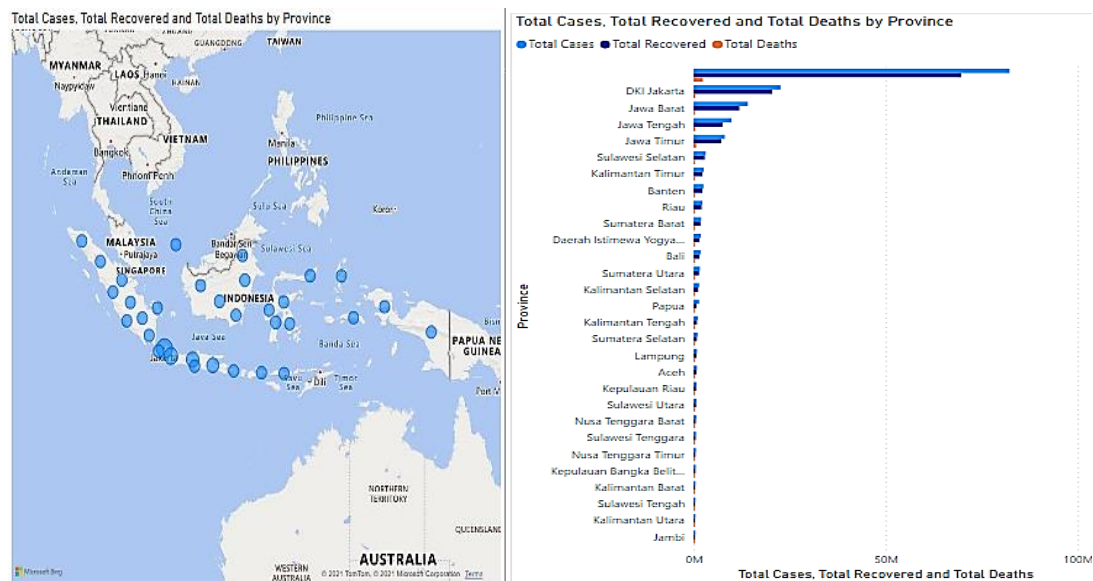 Total Cases, Total Recovered and Total Deaths by Province
GUANGDONG
TAIWAN
MYANMAR
LAOS
Hanoi
HAINAN
Naypyidaw
Vientiane
THAILAND
VIETNAM
Bangkok
Phnom Penh
Philippine Sea
Manila
PHILIPPINES
Andaman
Sea
South
China
Sea
Sulu Sea
Koror
MALAYSIA
Putrajaya
Bandar Seri
Begawan
Sulawesi Sea
SINGAPORE
INDONESIA
Java Sea
Banda Sea
Jakarta
PAPUA NE
GUINEA
Savu
Sea
Dili
Timor
Sea
Port M
NORTHERN
TERRITORY
QUEENSLAND
WESTERN
AUSTRALIA
AUSTRALIA
Microsoft Bing
© 2021 TomTom, © 2021 Microsoft Corporation Terms
Total Cases, Total Recovered and Total Deaths by Province
Total Cases Total Recovered Total Deaths
Province
DKI Jakarta
Jawa Barat
Jawa Tengah
Jawa Timur
Sulawesi Selatan
Kalimantan Timur
Banten
Riau
Sumatera Barat
Daerah Istimewa Yogya...
Bali
Sumatera Utara
Kalimantan Selatan
Papua
Kalimantan Tengah
Sumatera Selatan
Lampung
Aceh
Kepulauan Riau
Sulawesi Utara
Nusa Tenggara Barat
Sulawesi Tenggara
Nusa Tenggara Timur
Kepulauan Bangka Belit...
Kalimantan Barat
Sulawesi Tengah
Kalimantan Utara
Jambi
0M 50M 100M
Total Cases, Total Recovered and Total Deaths